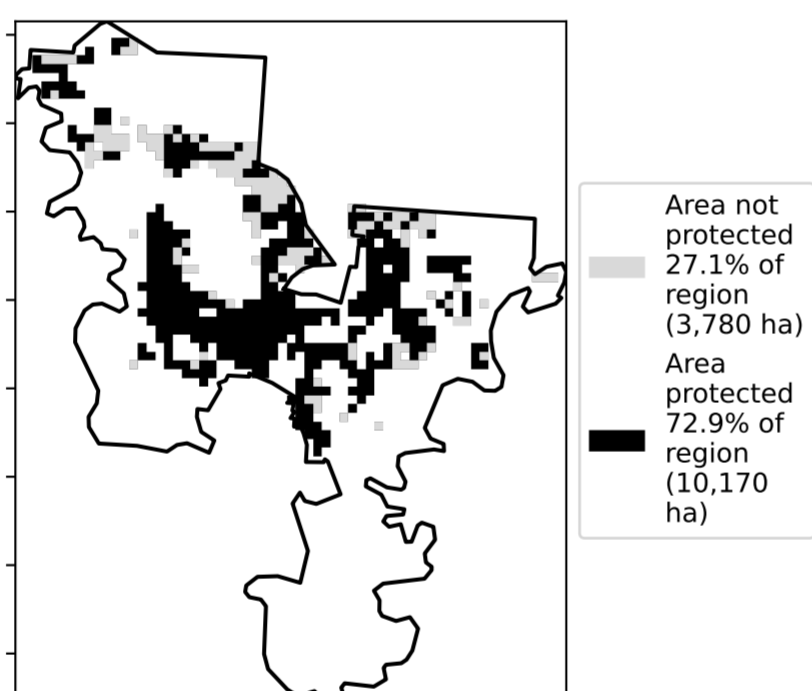 Area not
protected
27.1% of
region
(3,780 ha)
Area
protected
72.9% of
region
(10,170
ha)